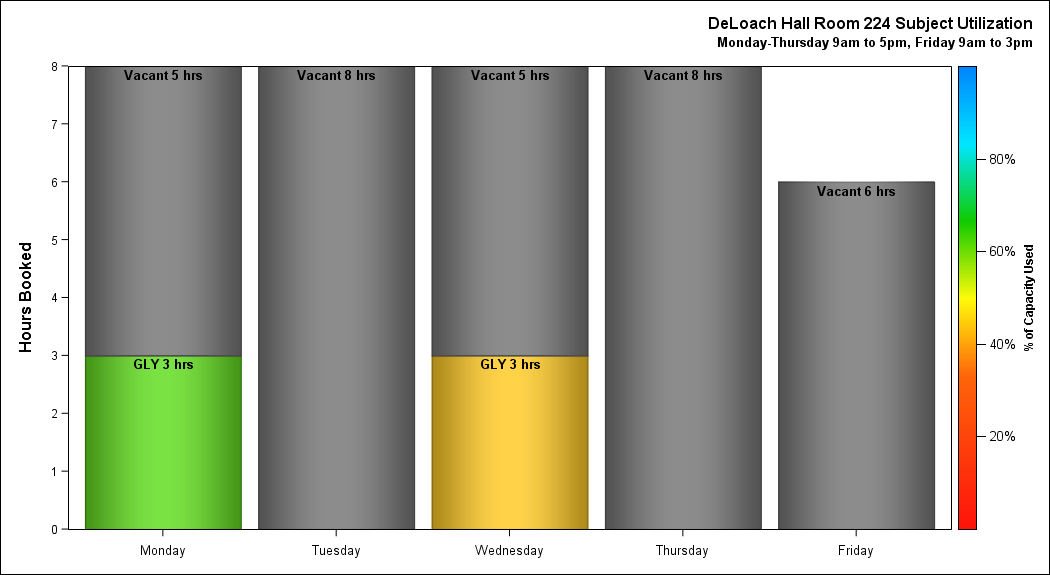 DeLoach Hall Room 224 Subject Utilization
Monday-Thursday 9am to 5pm, Friday 9am to 3pm
Hours Booked
8
7
6
5
4
3
2
1
0
Vacant 5 hrs
Vacant 8 hrs
Vacant 5 hrs
Vacant 8 hrs
Vacant 6 hrs
GLY 3 hrs
GLY 3 hrs
Monday
Tuesday
Wednesday
Thursday
Friday
80%
60%
40%
20%
% of Capacity Used